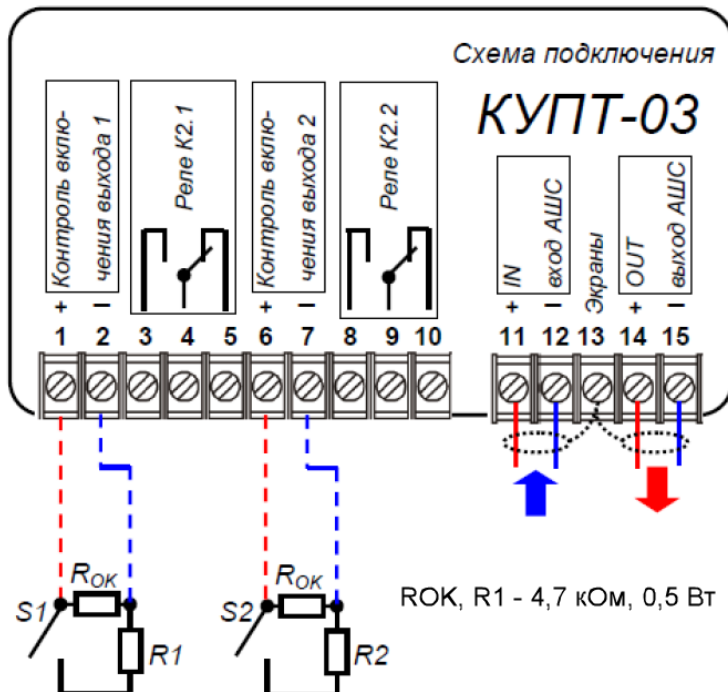 Схема подключения
КУПТ-03
Контроль вклю-
чения выхода 1
Реле К2.1
Контроль вклю-
чения выхода 2
Реле К2.2
+ IN
– вход АШС
Экраны
+ OUT
– выход АШС
+ – + –
1 2 3 4 5 6 7 8 9 10 11 12 13 14 15
S1 ROK R1
S2 ROK R2
ROK, R1 - 4,7 кОм, 0,5 Вт